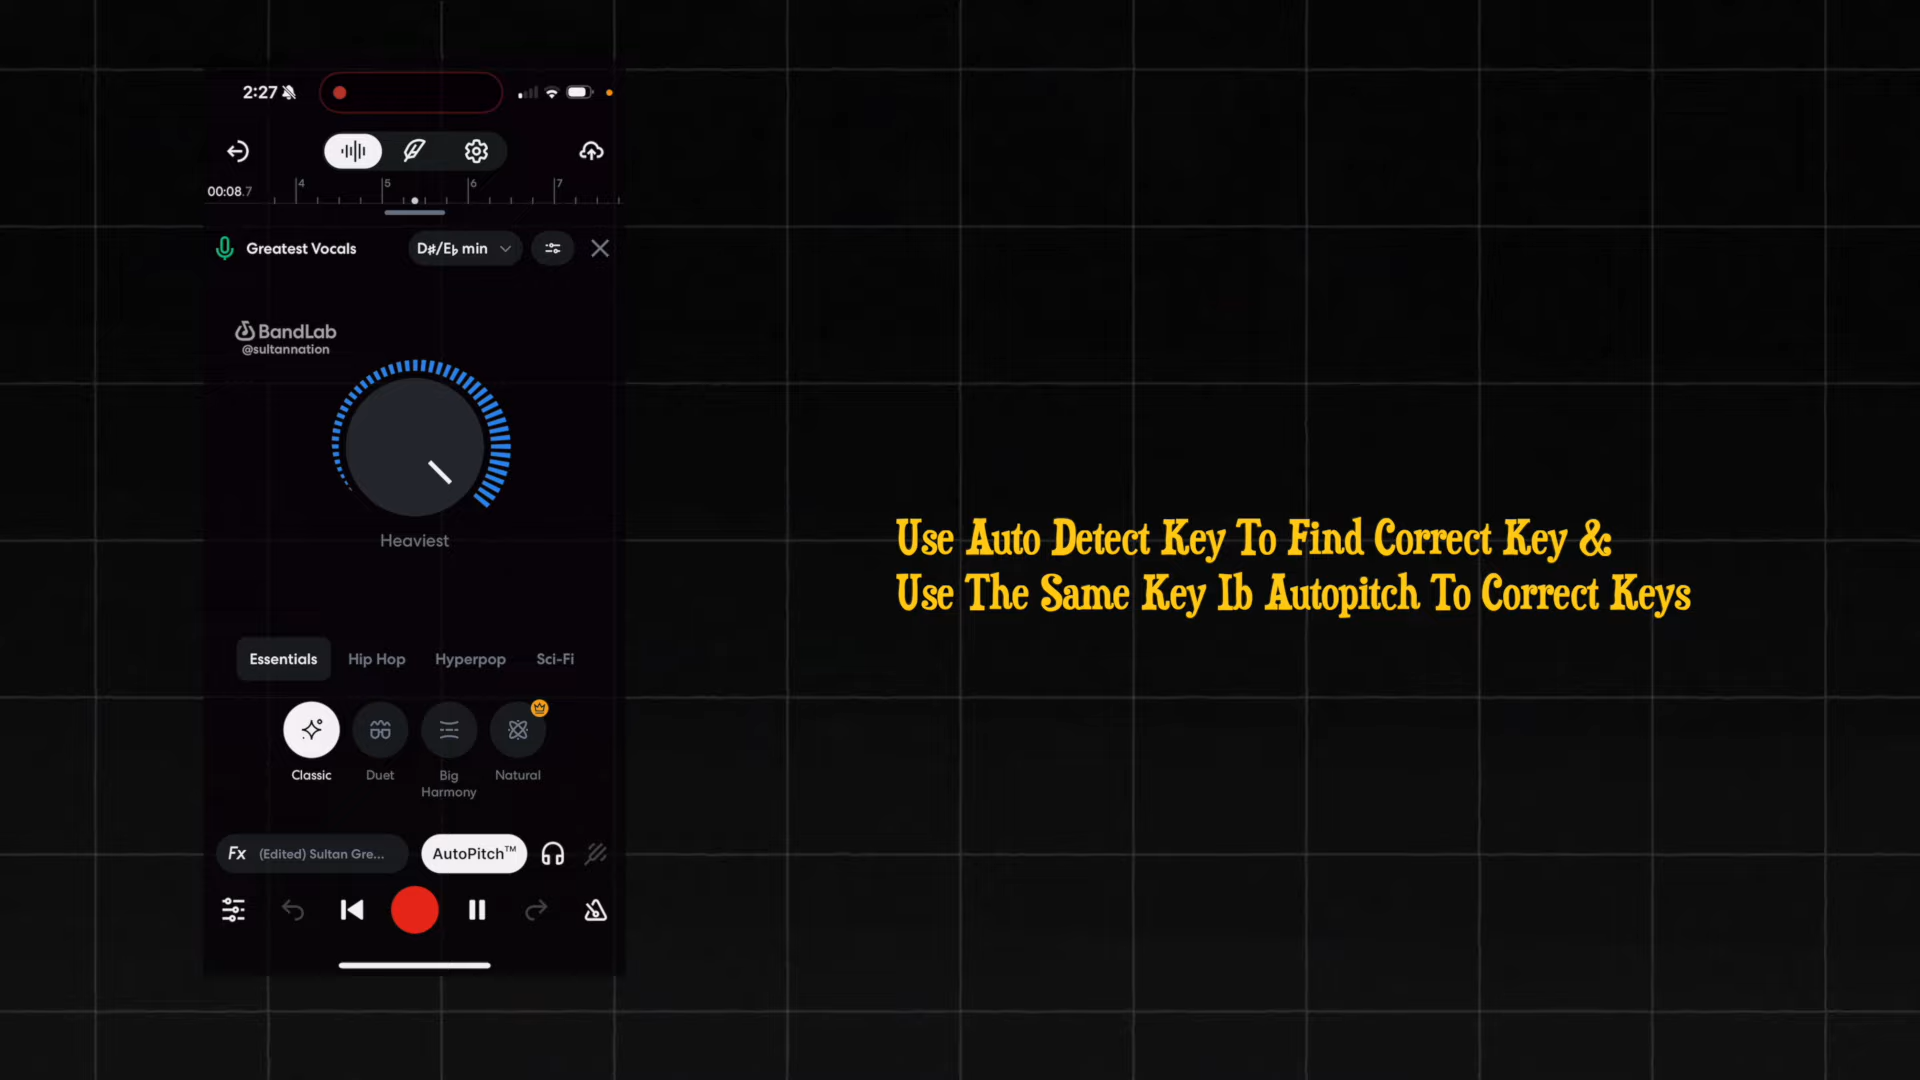 2:27
00:08.7
4
5
6
7
Greatest Vocals
D♯/E♭ min
BandLab
@sultannation
Heaviest
Use Auto Detect Key To Find Correct Key &
Use The Same Key Ib Autopitch To Correct Keys
Essentials
Hip Hop
Hyperpop
Sci-Fi
Classic
Duet
Big
Harmony
Natural
Fx
(Edited) Sultan Gre...
AutoPitch™